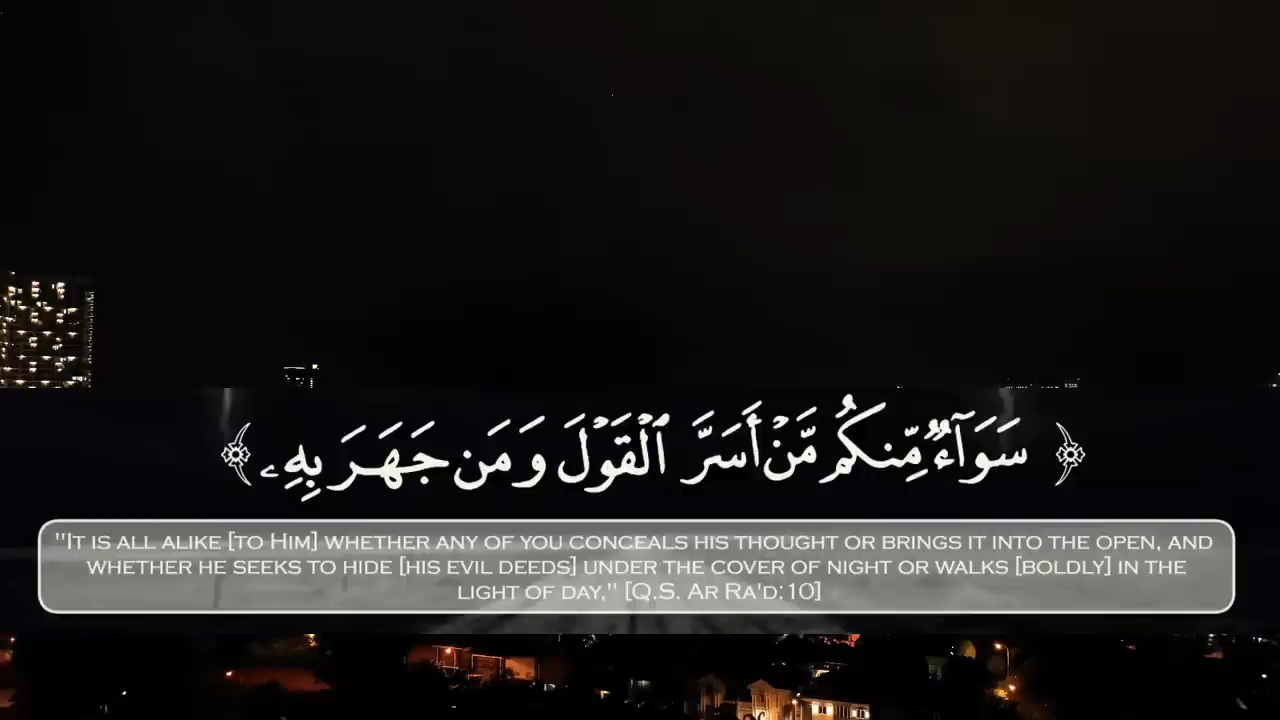 ﴿ سَوَآءٌ مِّنكُم مَّنْ أَسَرَّ ٱلْقَوْلَ وَمَن جَهَرَ بِهِۦ ﴾
"It is all alike [to Him] whether any of you conceals his thought or brings it into the open, and
whether he seeks to hide [his evil deeds] under the cover of night or walks [boldly] in the
light of day," [Q.S. Ar Ra'd:10]